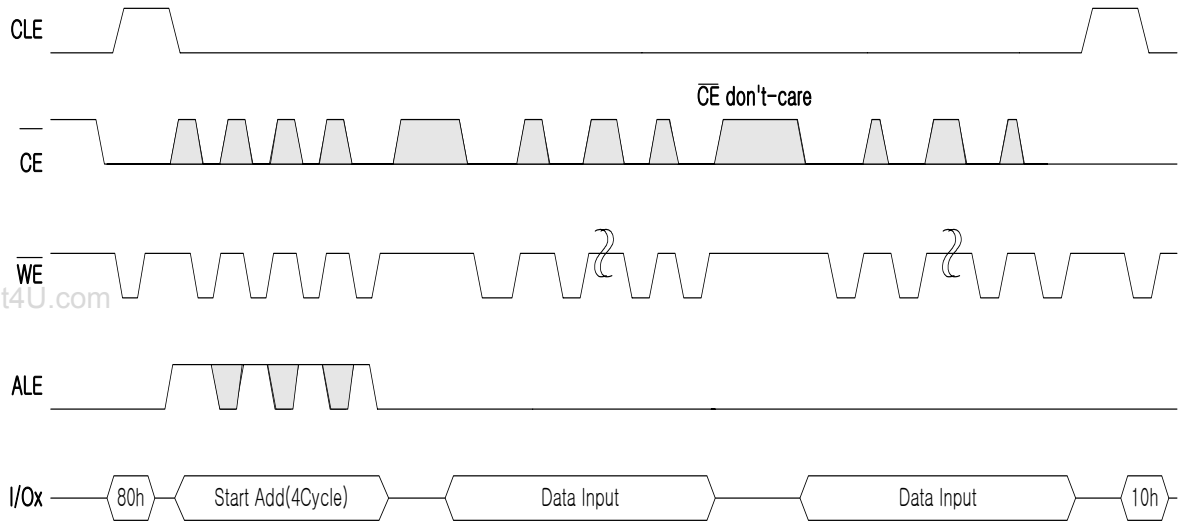 CLE
CE don't-care
CE
WE
t4U.com
ALE
I/Ox
80h
Start Add(4Cycle)
Data Input
Data Input
10h